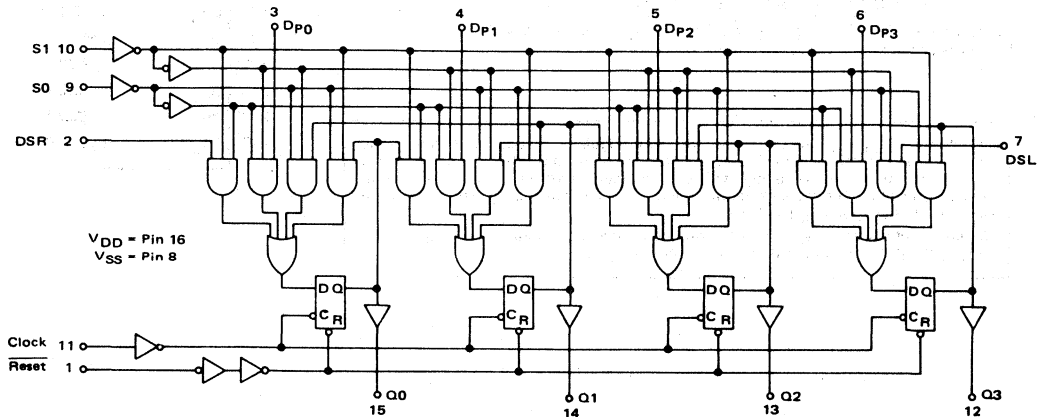 3 4 5 6
DP0 DP1 DP2 DP3
S1 10
S0 9
DSR 2
7
DSL
VDD = Pin 16
VSS = Pin 8
D Q D Q D Q D Q
C R C R C R C R
Clock 11
Reset 1
Q0 Q1 Q2 Q3
15 14 13 12